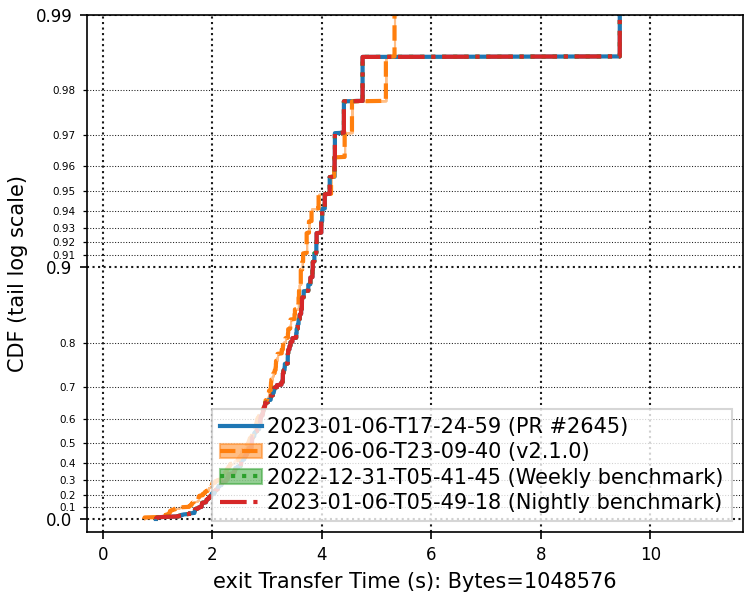 0.99
0.98
0.97
0.96
0.95
0.94
0.93
0.92
0.91
0.9
0.8
0.7
0.6
0.5
0.4
0.3
0.2
0.1
0.0
CDF (tail log scale)
2023-01-06-T17-24-59 (PR #2645)
2022-06-06-T23-09-40 (v2.1.0)
2022-12-31-T05-41-45 (Weekly benchmark)
2023-01-06-T05-49-18 (Nightly benchmark)
0 2 4 6 8 10
exit Transfer Time (s): Bytes=1048576